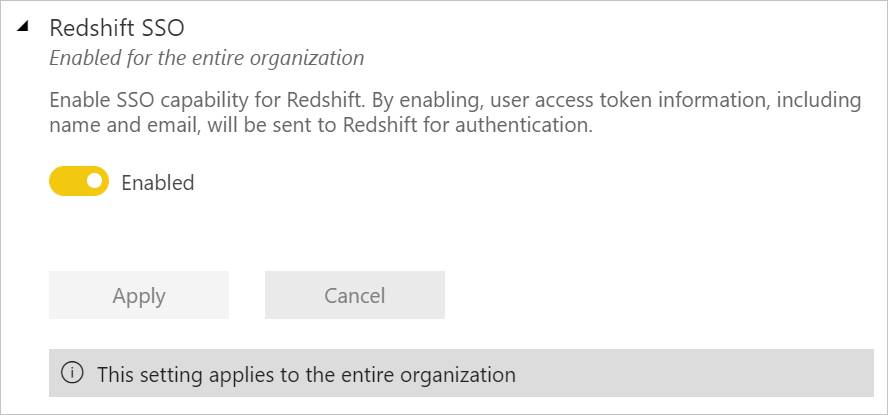 Redshift SSO
Enabled for the entire organization
Enable SSO capability for Redshift. By enabling, user access token information, including
name and email, will be sent to Redshift for authentication.
Enabled
Apply
Cancel
This setting applies to the entire organization